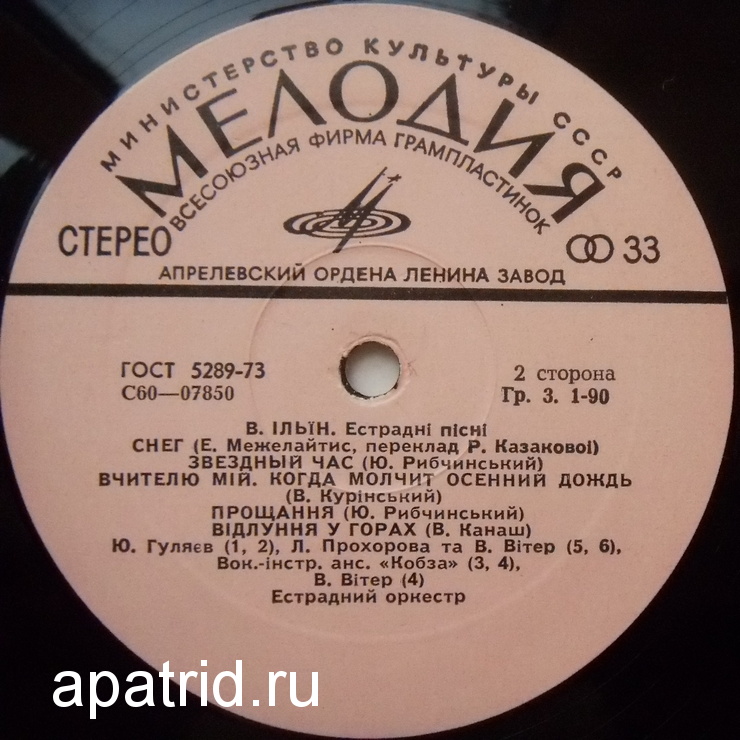 МИНИСТЕРСТВО КУЛЬТУРЫ СССР
МЕЛОДИЯ
ВСЕСОЮЗНАЯ ФИРМА ГРАМПЛАСТИНОК
СТЕРЕО
33
АПРЕЛЕВСКИЙ ОРДЕНА ЛЕНИНА ЗАВОД
ГОСТ 5289-73
2 сторона
С60—07850
Гр. 3. 1-90
В. ІЛЬЇН. Естрадні пісні
СНЕГ (Е. Межелайтис, переклад Р. Казакової)
ЗВЕЗДНЫЙ ЧАС (Ю. Рибчинський)
ВЧИТЕЛЮ МІЙ. КОГДА МОЛЧИТ ОСЕННИЙ ДОЖДЬ
(В. Курінський)
ПРОЩАННЯ (Ю. Рибчинський)
ВІДЛУННЯ У ГОРАХ (В. Канаш)
Ю. Гуляєв (1, 2), Л. Прохорова та В. Вітер (5, 6),
Вок.-інстр. анс. «Кобза» (3, 4),
В. Вітер (4)
Естрадний оркестр
apatrid.ru